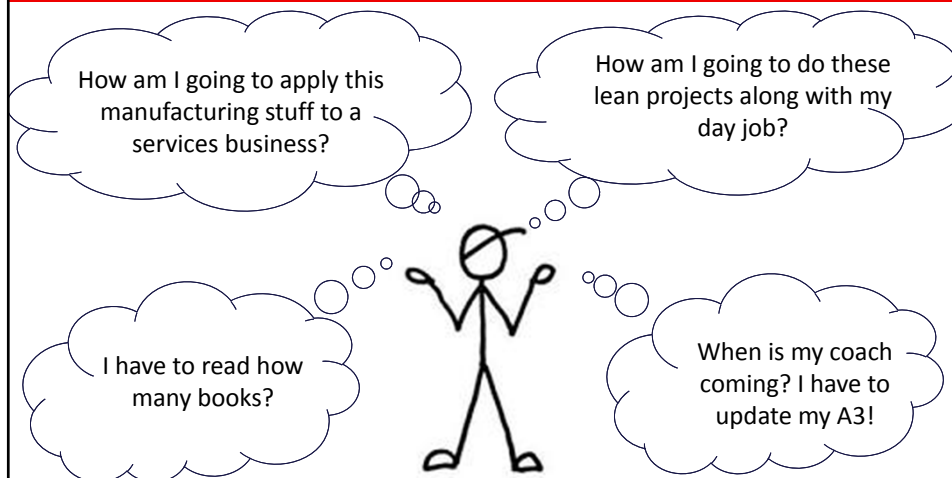 How am I going to apply this
manufacturing stuff to a
services business?
How am I going to do these
lean projects along with my
day job?
I have to read how
many books?
When is my coach
coming? I have to
update my A3!